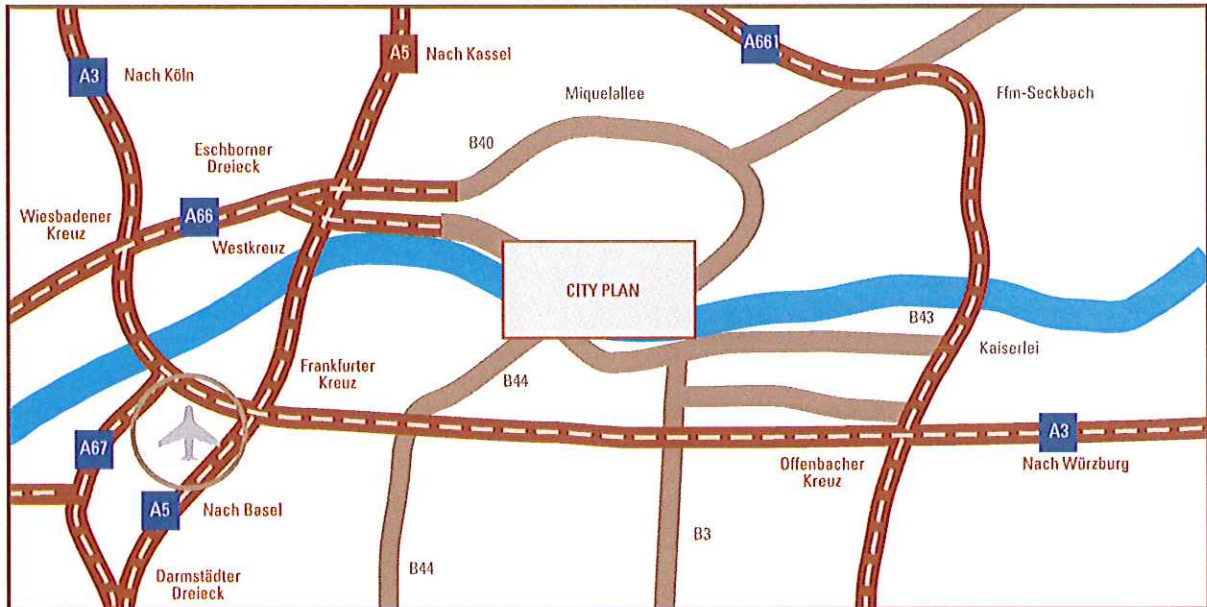 A3
Nach Köln
A5
Nach Kassel
A661
Miquelallee
Ffm-Seckbach
B40
Eschborner
Dreieck
Wiesbadener
Kreuz
A66
Westkreuz
CITY PLAN
B43
Kaiserlei
Frankfurter
Kreuz
B44
A67
A3
Nach Würzburg
Offenbacher
Kreuz
A5
Nach Basel
B3
B44
Darmstädter
Dreieck